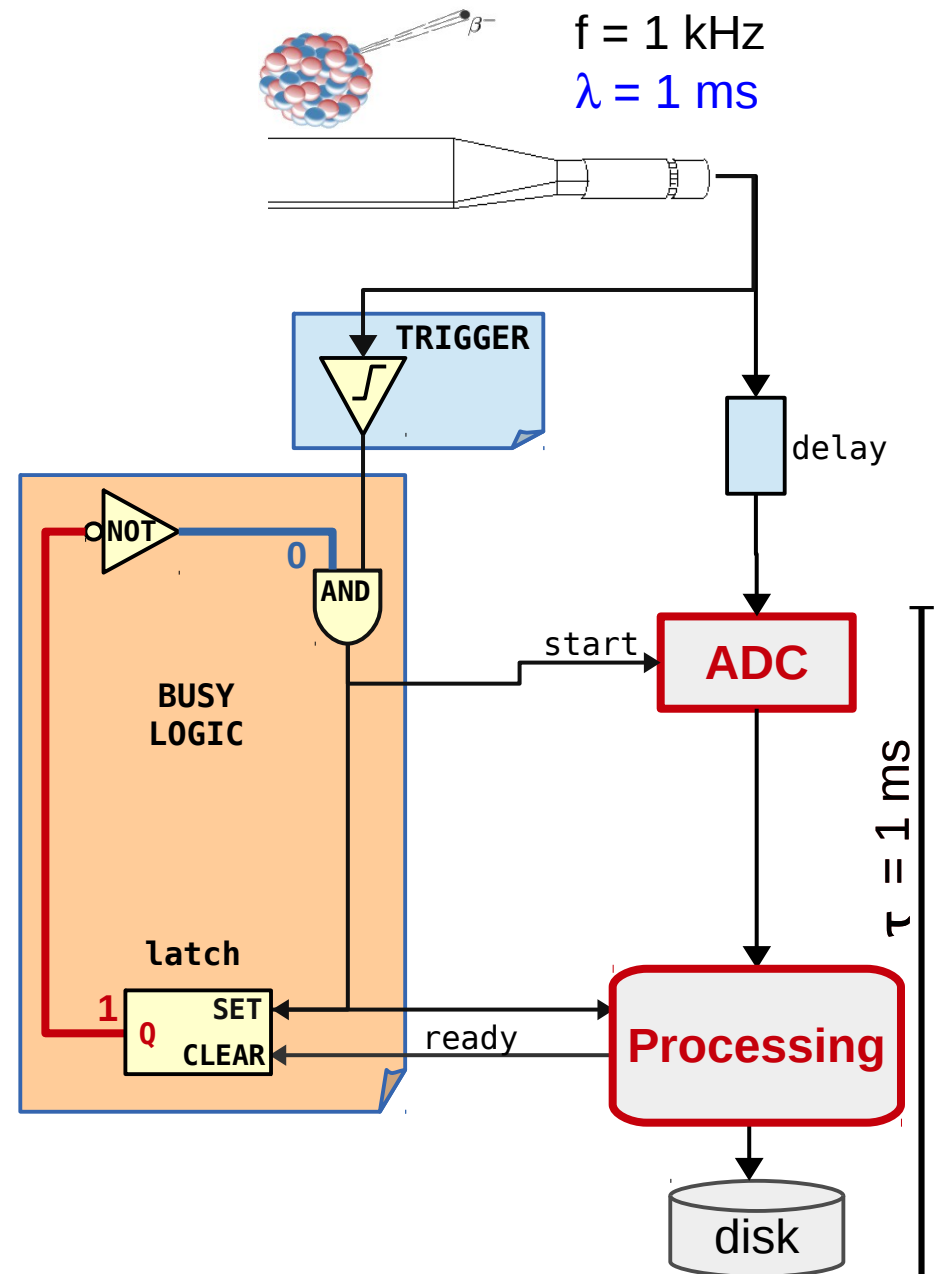 β⁻
f = 1 kHz
λ = 1 ms
TRIGGER
delay
NOT
0
AND
start
ADC
BUSY
LOGIC
τ = 1 ms
latch
1
Q
SET
CLEAR
ready
Processing
disk